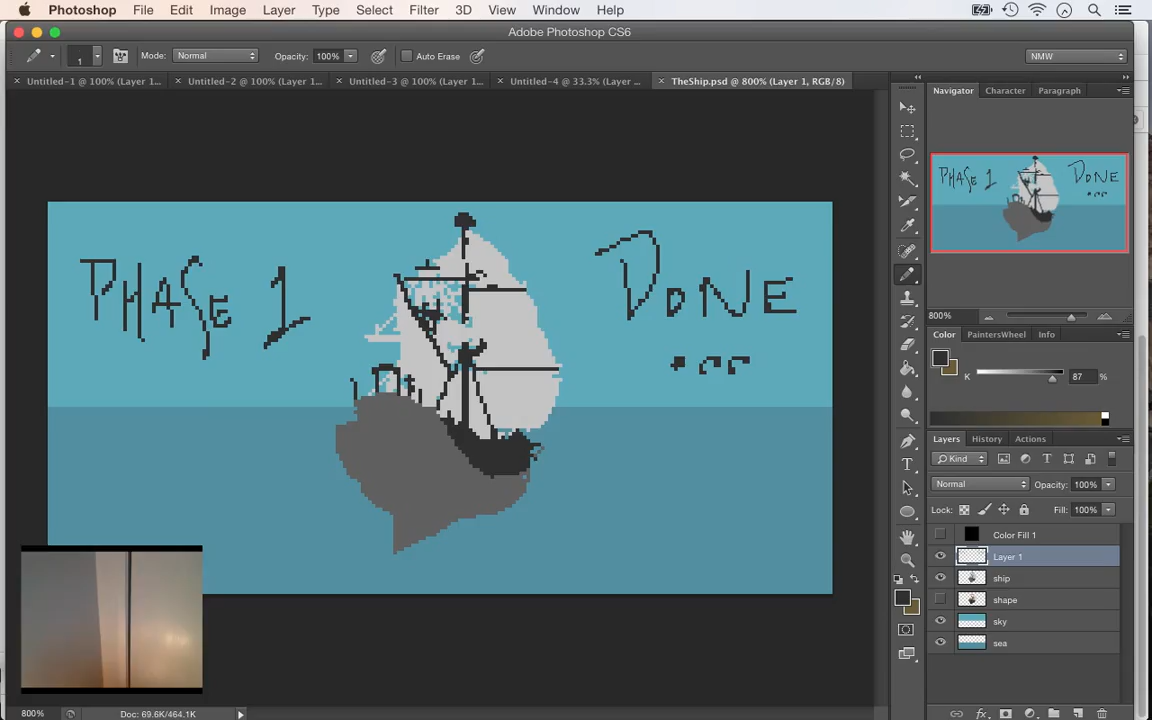 Photoshop File Edit Image Layer Type Select Filter 3D View Window Help
Adobe Photoshop CS6
1 Mode: Normal Opacity: 100% Auto Erase NMW
Untitled-1 @ 100% (Layer 1... Untitled-2 @ 100% (Layer 1... Untitled-3 @ 100% (Layer 1... Untitled-4 @ 33.3% (Layer ... TheShip.psd @ 800% (Layer 1, RGB/8)
Navigator Character Paragraph
PHASE 1 DONE
PHASE 1 DONE
800%
Color PaintersWheel Info
K 87 %
Layers History Actions
Kind
Normal Opacity: 100%
Lock: Fill: 100%
Color Fill 1
Layer 1
ship
shape
sky
sea
800% Doc: 69.6K/464.1K